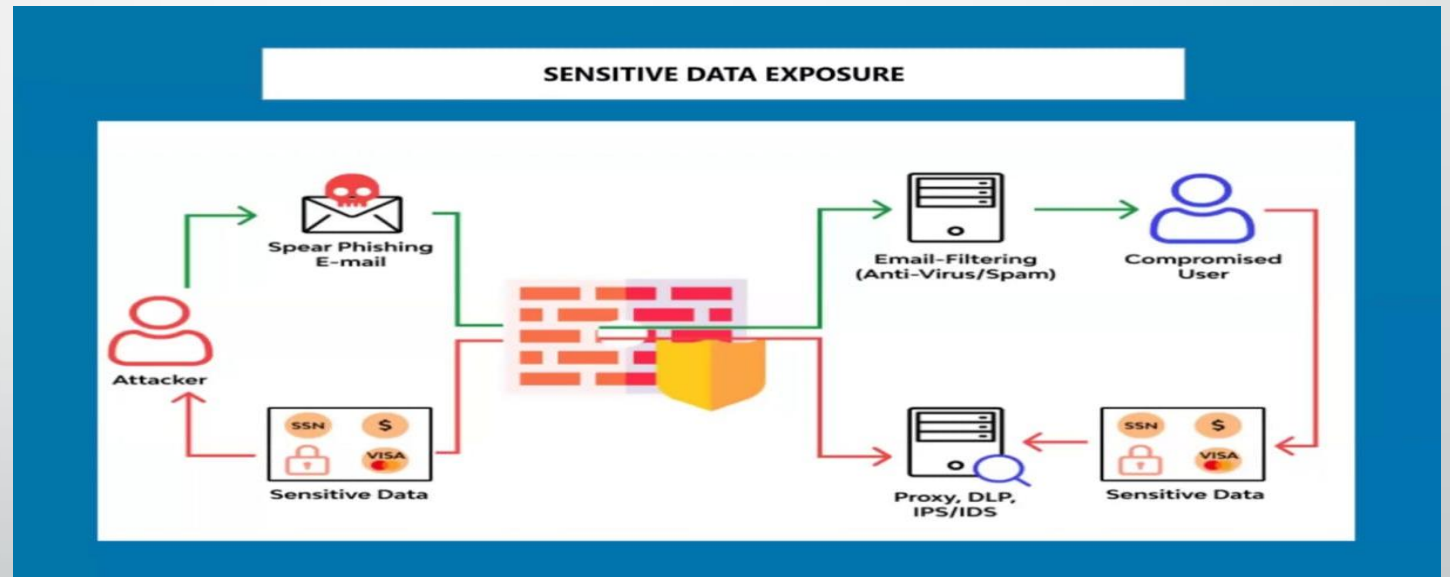 SENSITIVE DATA EXPOSURE
Spear Phishing
E-mail
Email-Filtering
(Anti-Virus/Spam)
Compromised
User
Attacker
SSN
$
VISA
Sensitive Data
Proxy, DLP,
IPS/IDS
SSN
$
VISA
Sensitive Data